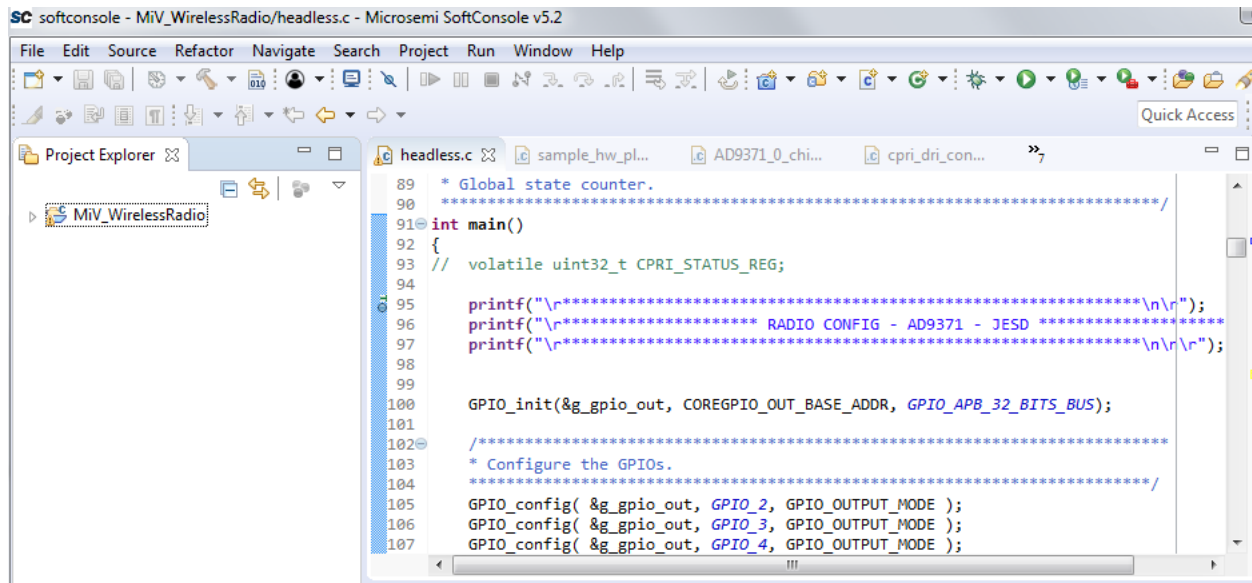 SC softconsole - MiV_WirelessRadio/headless.c - Microsemi SoftConsole v5.2
File Edit Source Refactor Navigate Search Project Run Window Help
Quick Access
Project Explorer
headless.c
sample_hw_pl...
AD9371_0_chi...
cpri_dri_con...
»7
MiV_WirelessRadio
89 * Global state counter.
90 *****************************************************************************/
91 int main()
92 {
93 // volatile uint32_t CPRI_STATUS_REG;
94
95 printf("\r**************************************************************\n\r");
96 printf("\r********************* RADIO CONFIG - AD9371 - JESD ********************
97 printf("\r**************************************************************\n\r\r");
98
99
100 GPIO_init(&g_gpio_out, COREGPIO_OUT_BASE_ADDR, GPIO_APB_32_BITS_BUS);
101
102 /**************************************************************************
103 * Configure the GPIOs.
104 *************************************************************************/
105 GPIO_config( &g_gpio_out, GPIO_2, GPIO_OUTPUT_MODE );
106 GPIO_config( &g_gpio_out, GPIO_3, GPIO_OUTPUT_MODE );
107 GPIO_config( &g_gpio_out, GPIO_4, GPIO_OUTPUT_MODE );